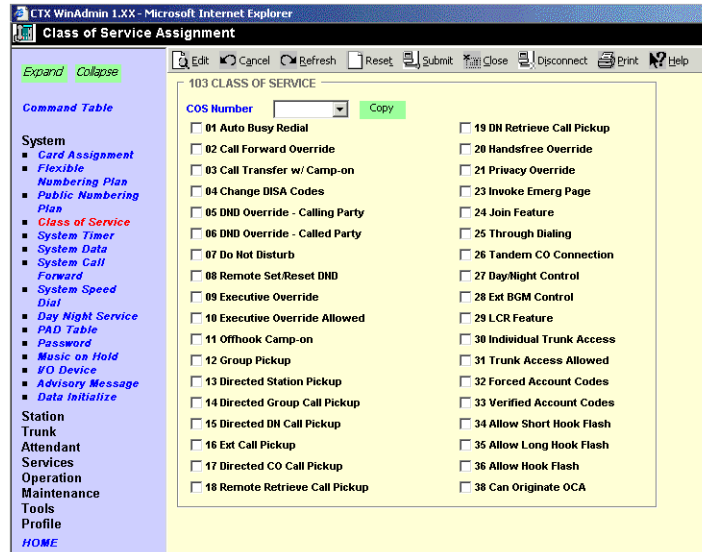 CTX WinAdmin 1.XX - Microsoft Internet Explorer
Class of Service Assignment
Edit Cancel Refresh Reset Submit Close Disconnect Print Help
Expand Collapse
Command Table
System
Card Assignment
Flexible
Numbering Plan
Public Numbering
Plan
Class of Service
System Timer
System Data
System Call
Forward
System Speed
Dial
Day Night Service
PAD Table
Password
Music on Hold
I/O Device
Advisory Message
Data Initialize
Station
Trunk
Attendant
Services
Operation
Maintenance
Tools
Profile
HOME
103 CLASS OF SERVICE
COS Number Copy
01 Auto Busy Redial
02 Call Forward Override
03 Call Transfer w/ Camp-on
04 Change DISA Codes
05 DND Override - Calling Party
06 DND Override - Called Party
07 Do Not Disturb
08 Remote Set/Reset DND
09 Executive Override
10 Executive Override Allowed
11 Offhook Camp-on
12 Group Pickup
13 Directed Station Pickup
14 Directed Group Call Pickup
15 Directed DN Call Pickup
16 Ext Call Pickup
17 Directed CO Call Pickup
18 Remote Retrieve Call Pickup
19 DN Retrieve Call Pickup
20 Handsfree Override
21 Privacy Override
23 Invoke Emerg Page
24 Join Feature
25 Through Dialing
26 Tandem CO Connection
27 Day/Night Control
28 Ext BGM Control
29 LCR Feature
30 Individual Trunk Access
31 Trunk Access Allowed
32 Forced Account Codes
33 Verified Account Codes
34 Allow Short Hook Flash
35 Allow Long Hook Flash
36 Allow Hook Flash
38 Can Originate OCA